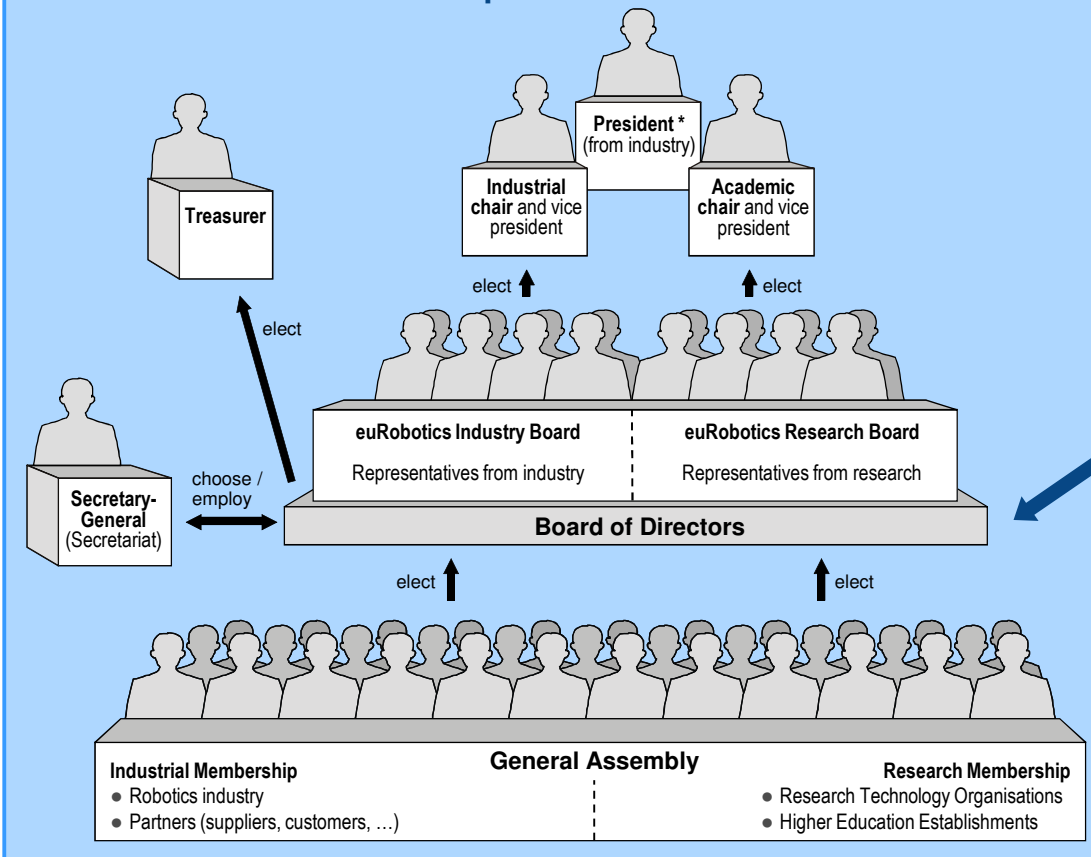 President *
(from industry)
Industrial
chair and vice
president
Academic
chair and vice
president
Treasurer
elect
elect
elect
euRobotics Industry Board
Representatives from industry
euRobotics Research Board
Representatives from research
choose /
employ
Secretary-
General
(Secretariat)
Board of Directors
elect
elect
General Assembly
Industrial Membership
● Robotics industry
● Partners (suppliers, customers, …)
Research Membership
● Research Technology Organisations
● Higher Education Establishments